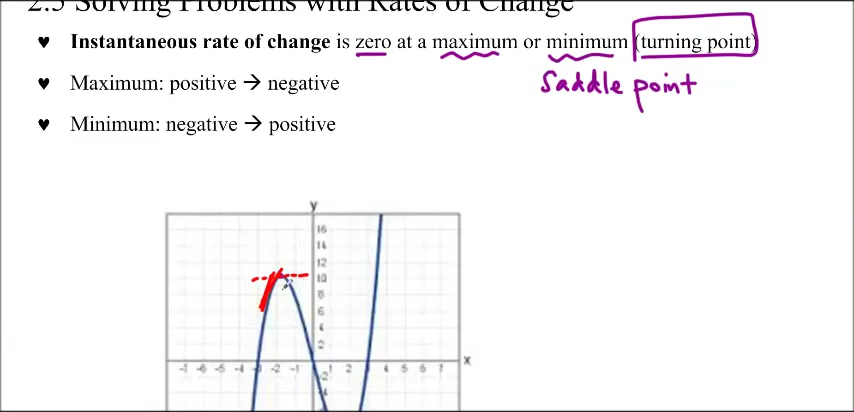 2.5 Solving Problems with Rates of Change
♥ Instantaneous rate of change is zero at a maximum or minimum (turning point)
♥ Maximum: positive → negative
saddle point
♥ Minimum: negative → positive
y
16
14
12
10
8
6
4
2
-7 -6 -5 -4 -2 -1 1 2 4 5 6 7 x
-2